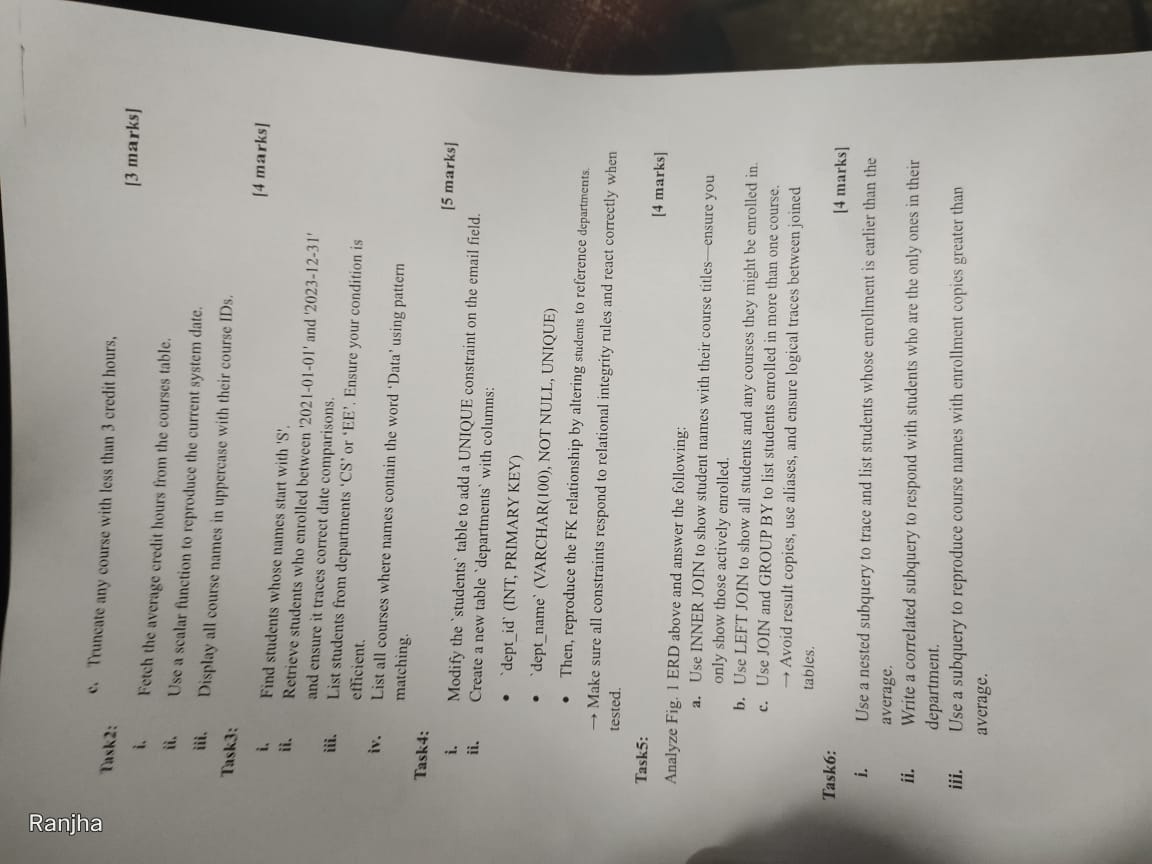 c. Truncate any course with less than 3 credit hours,
Task2: [3 marks]
i. Fetch the average credit hours from the courses table.
ii. Use a scalar function to reproduce the current system date.
iii. Display all course names in uppercase with their course IDs.
Task3: [4 marks]
i. Find students whose names start with 'S'.
ii. Retrieve students who enrolled between '2021-01-01' and '2023-12-31'
and ensure it traces correct date comparisons.
iii. List students from departments ‘CS’ or ‘EE’. Ensure your condition is
efficient.
iv. List all courses where names contain the word ‘Data’ using pattern
matching.
Task4: [5 marks]
i. Modify the `students` table to add a UNIQUE constraint on the email field.
ii. Create a new table `departments` with columns:
• `dept_id` (INT, PRIMARY KEY)
• `dept_name` (VARCHAR(100), NOT NULL, UNIQUE)
• Then, reproduce the FK relationship by altering students to reference departments.
→ Make sure all constraints respond to relational integrity rules and react correctly when
tested.
Task5: [4 marks]
Analyze Fig. 1 ERD above and answer the following:
a. Use INNER JOIN to show student names with their course titles—ensure you
only show those actively enrolled.
b. Use LEFT JOIN to show all students and any courses they might be enrolled in.
c. Use JOIN and GROUP BY to list students enrolled in more than one course.
→ Avoid result copies, use aliases, and ensure logical traces between joined
tables.
Task6: [4 marks]
i. Use a nested subquery to trace and list students whose enrollment is earlier than the
average.
ii. Write a correlated subquery to respond with students who are the only ones in their
department.
iii. Use a subquery to reproduce course names with enrollment copies greater than
average.
Ranjha